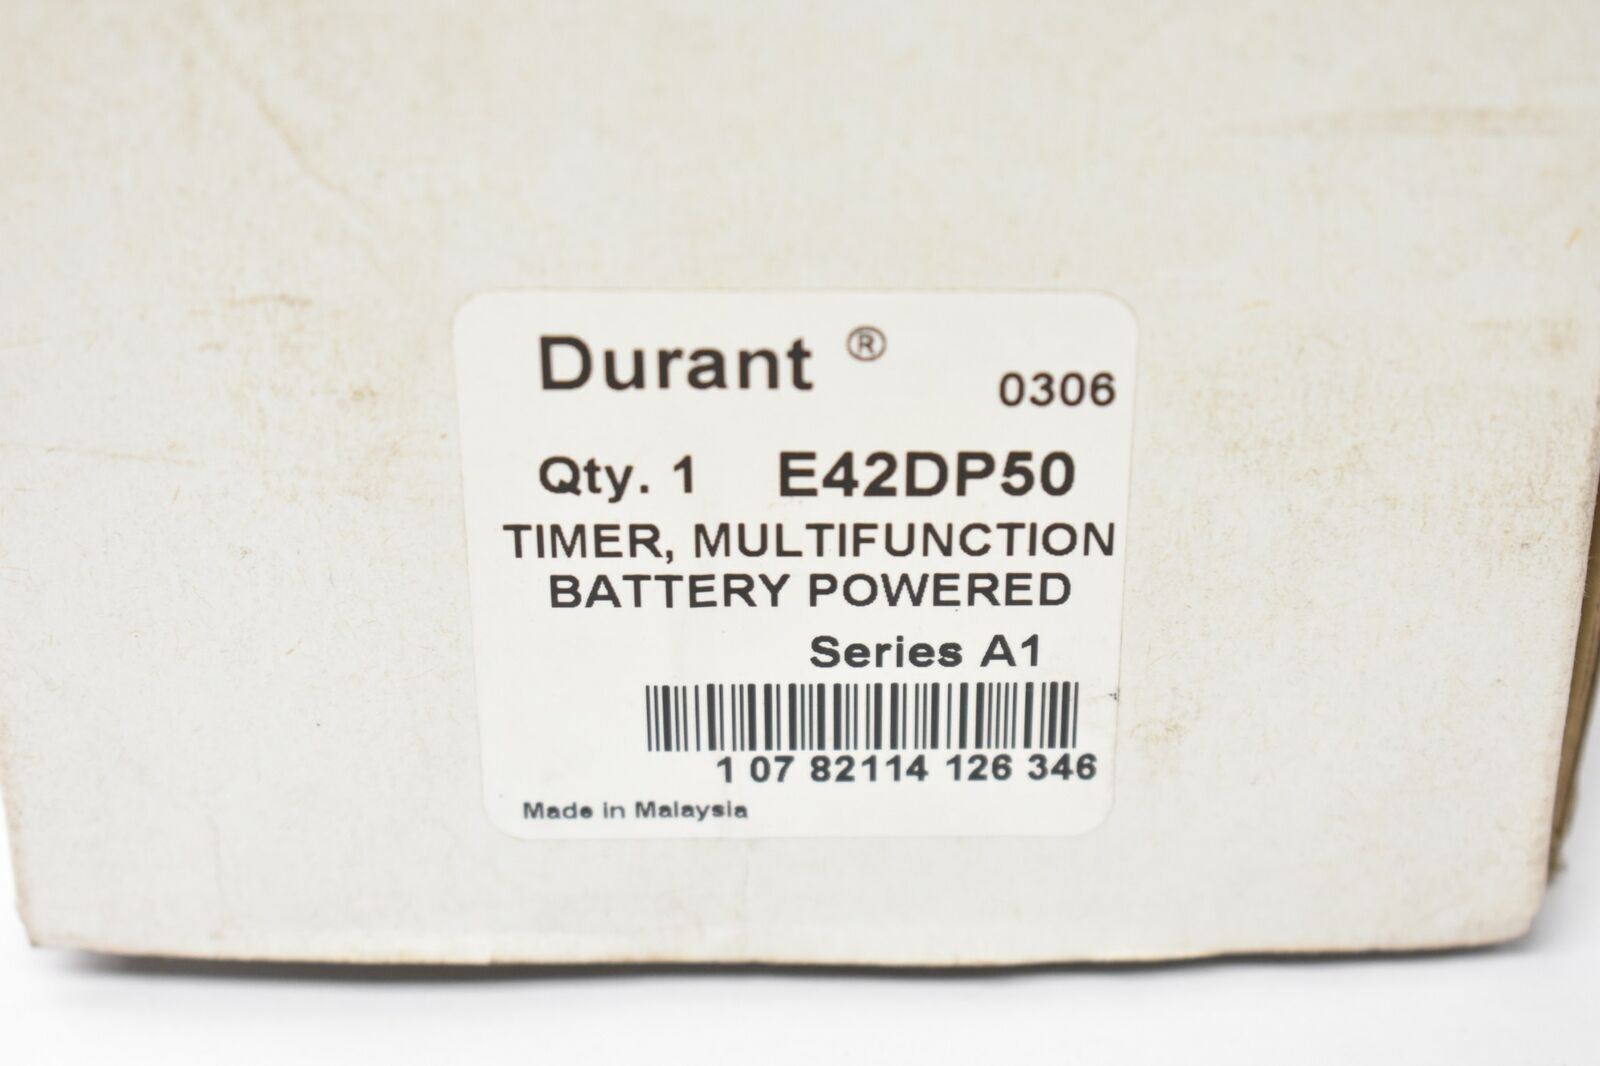 Durant ®
0306
Qty. 1 E42DP50
TIMER, MULTIFUNCTION
BATTERY POWERED
Series A1
1 07 82114 126 346
Made in Malaysia